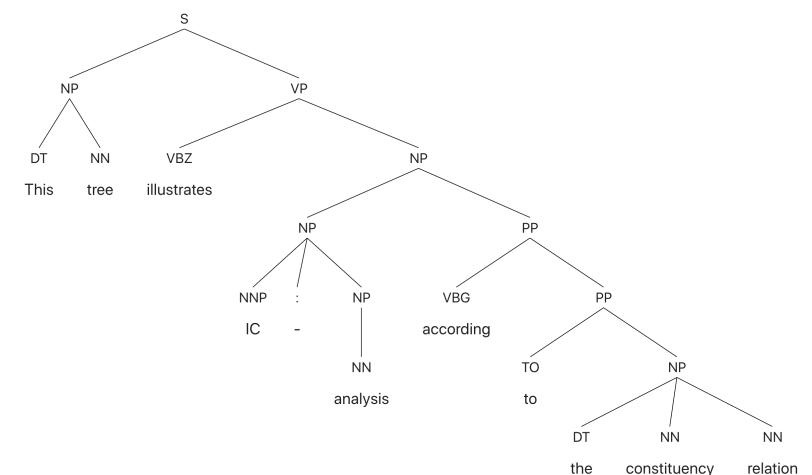 S
NP VP
DT NN VBZ NP
This tree illustrates
NP PP
NNP : NP VBG PP
IC - according
NN TO NP
analysis to
DT NN NN
the constituency relation